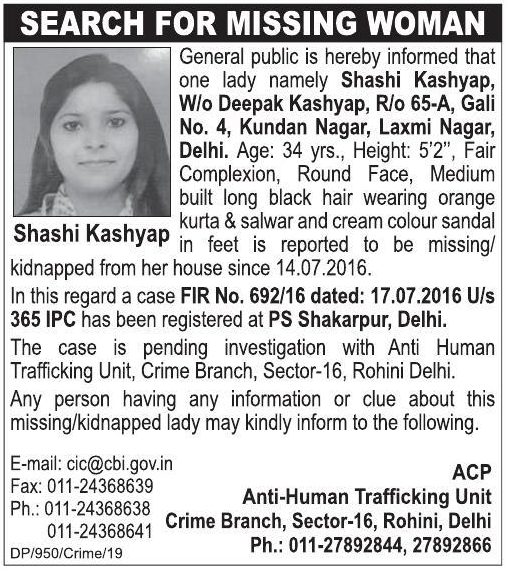 SEARCH FOR MISSING WOMAN
General public is hereby informed that
one lady namely Shashi Kashyap,
W/o Deepak Kashyap, R/o 65-A, Gali
No. 4, Kundan Nagar, Laxmi Nagar,
Delhi. Age: 34 yrs., Height: 5’2’’, Fair
Complexion, Round Face, Medium
built long black hair wearing orange
kurta & salwar and cream colour sandal
in feet is reported to be missing/
Shashi Kashyap
kidnapped from her house since 14.07.2016.
In this regard a case FIR No. 692/16 dated: 17.07.2016 U/s
365 IPC has been registered at PS Shakarpur, Delhi.
The case is pending investigation with Anti Human
Trafficking Unit, Crime Branch, Sector-16, Rohini Delhi.
Any person having any information or clue about this
missing/kidnapped lady may kindly inform to the following.
E-mail: cic@cbi.gov.in
Fax: 011-24368639
Ph.: 011-24368638
011-24368641
DP/950/Crime/19
ACP
Anti-Human Trafficking Unit
Crime Branch, Sector-16, Rohini, Delhi
Ph.: 011-27892844, 27892866